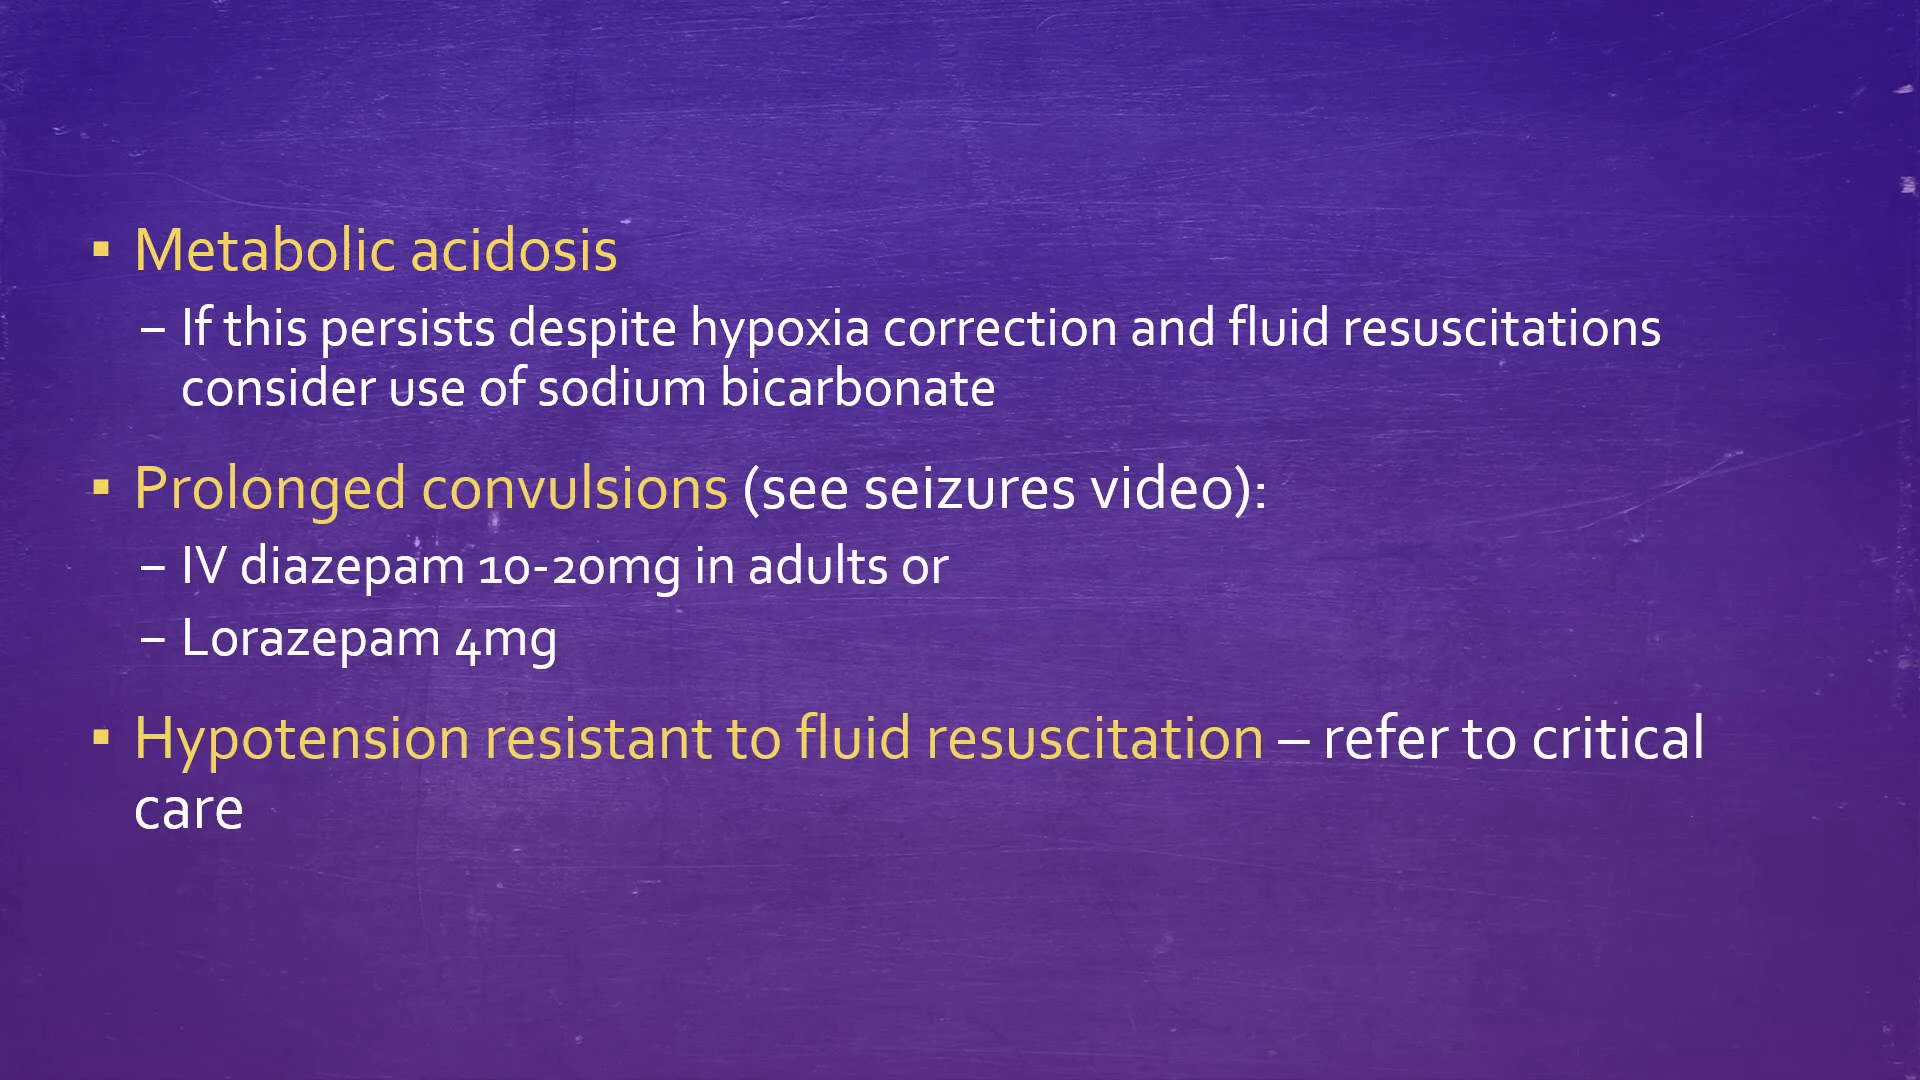 ▪ Metabolic acidosis
– If this persists despite hypoxia correction and fluid resuscitations
consider use of sodium bicarbonate
▪ Prolonged convulsions (see seizures video):
– IV diazepam 10-20mg in adults or
– Lorazepam 4mg
▪ Hypotension resistant to fluid resuscitation – refer to critical
care